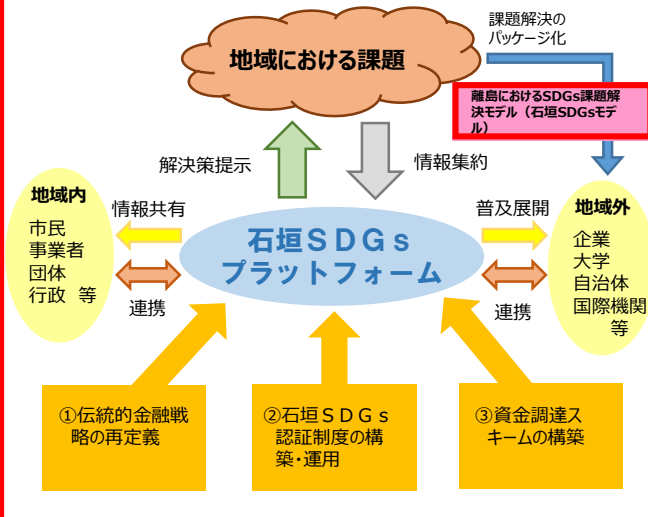 課題解決の
パッケージ化
地域における課題
離島におけるSDGs課題解
決モデル（石垣SDGsモデ
ル）
解決策提示
情報集約
地域内
市民
事業者
団体
行政 等
情報共有
連携
石垣ＳＤＧｓ
プラットフォーム
普及展開
連携
地域外
企業
大学
自治体
国際機関
等
①伝統的金融戦
略の再定義
②石垣ＳＤＧｓ
認証制度の構
築・運用
③資金調達ス
キームの構築